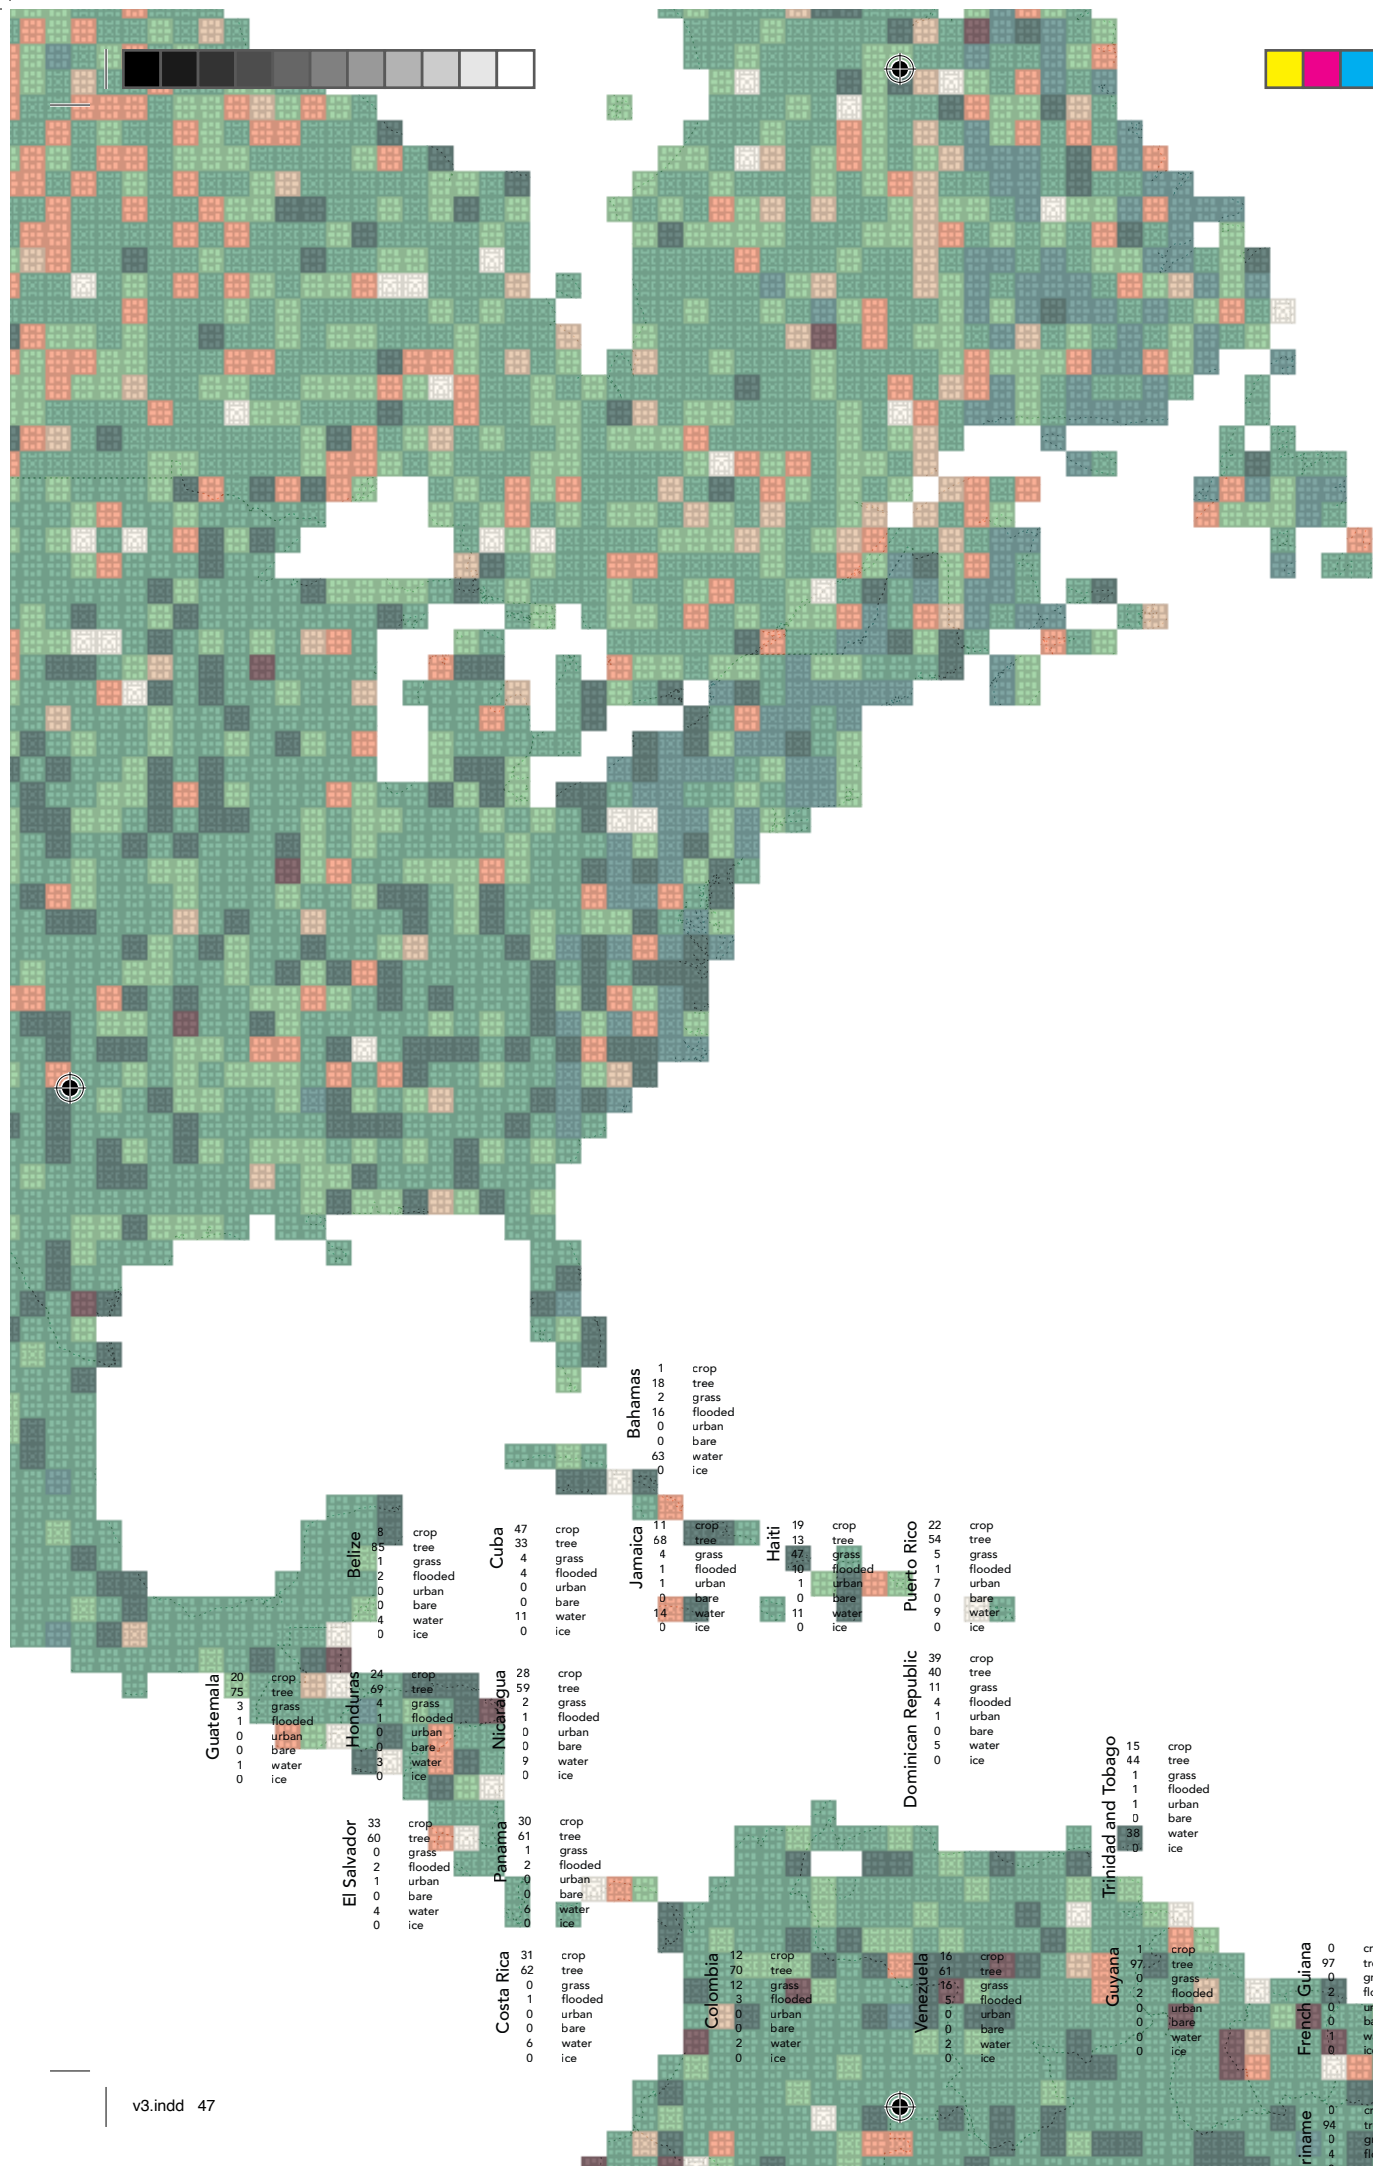 Bahamas
1 crop
18 tree
2 grass
16 flooded
0 urban
0 bare
63 water
0 ice
Belize
8 crop
85 tree
1 grass
2 flooded
0 urban
0 bare
4 water
0 ice
Cuba
47 crop
33 tree
4 grass
4 flooded
0 urban
0 bare
11 water
0 ice
Jamaica
11 crop
68 tree
4 grass
1 flooded
1 urban
0 bare
14 water
0 ice
Haiti
19 crop
13 tree
47 grass
10 flooded
1 urban
0 bare
11 water
0 ice
Puerto Rico
22 crop
54 tree
5 grass
1 flooded
7 urban
0 bare
9 water
0 ice
Guatemala
20 crop
75 tree
3 grass
1 flooded
0 urban
0 bare
1 water
0 ice
Honduras
24 crop
69 tree
4 grass
1 flooded
0 urban
0 bare
3 water
0 ice
Nicaragua
28 crop
59 tree
2 grass
1 flooded
0 urban
0 bare
9 water
0 ice
Dominican Republic
39 crop
40 tree
11 grass
4 flooded
1 urban
0 bare
5 water
0 ice
Trinidad and Tobago
15 crop
44 tree
1 grass
1 flooded
1 urban
0 bare
38 water
0 ice
El Salvador
33 crop
60 tree
0 grass
2 flooded
1 urban
0 bare
4 water
0 ice
Panama
30 crop
61 tree
1 grass
2 flooded
0 urban
0 bare
6 water
0 ice
Costa Rica
31 crop
62 tree
0 grass
1 flooded
0 urban
0 bare
6 water
0 ice
Colombia
12 crop
70 tree
12 grass
3 flooded
0 urban
0 bare
2 water
0 ice
Venezuela
16 crop
61 tree
16 grass
5 flooded
0 urban
0 bare
2 water
0 ice
Guyana
1 crop
97 tree
0 grass
2 flooded
0 urban
0 bare
0 water
0 ice
French Guiana
0 cr
97 tr
0 gr
2 flo
0 ur
0 ba
1 w
0 ic
riname
0 cr
94 tr
0 gr
4 fl
v3.indd 47